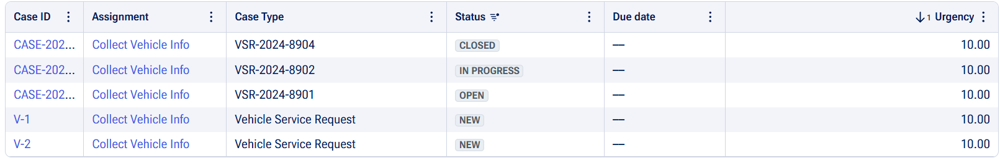 Case ID Assignment Case Type Status Due date 1 Urgency
CASE-202... Collect Vehicle Info VSR-2024-8904 CLOSED — 10.00
CASE-202... Collect Vehicle Info VSR-2024-8902 IN PROGRESS — 10.00
CASE-202... Collect Vehicle Info VSR-2024-8901 OPEN — 10.00
V-1 Collect Vehicle Info Vehicle Service Request NEW — 10.00
V-2 Collect Vehicle Info Vehicle Service Request NEW — 10.00